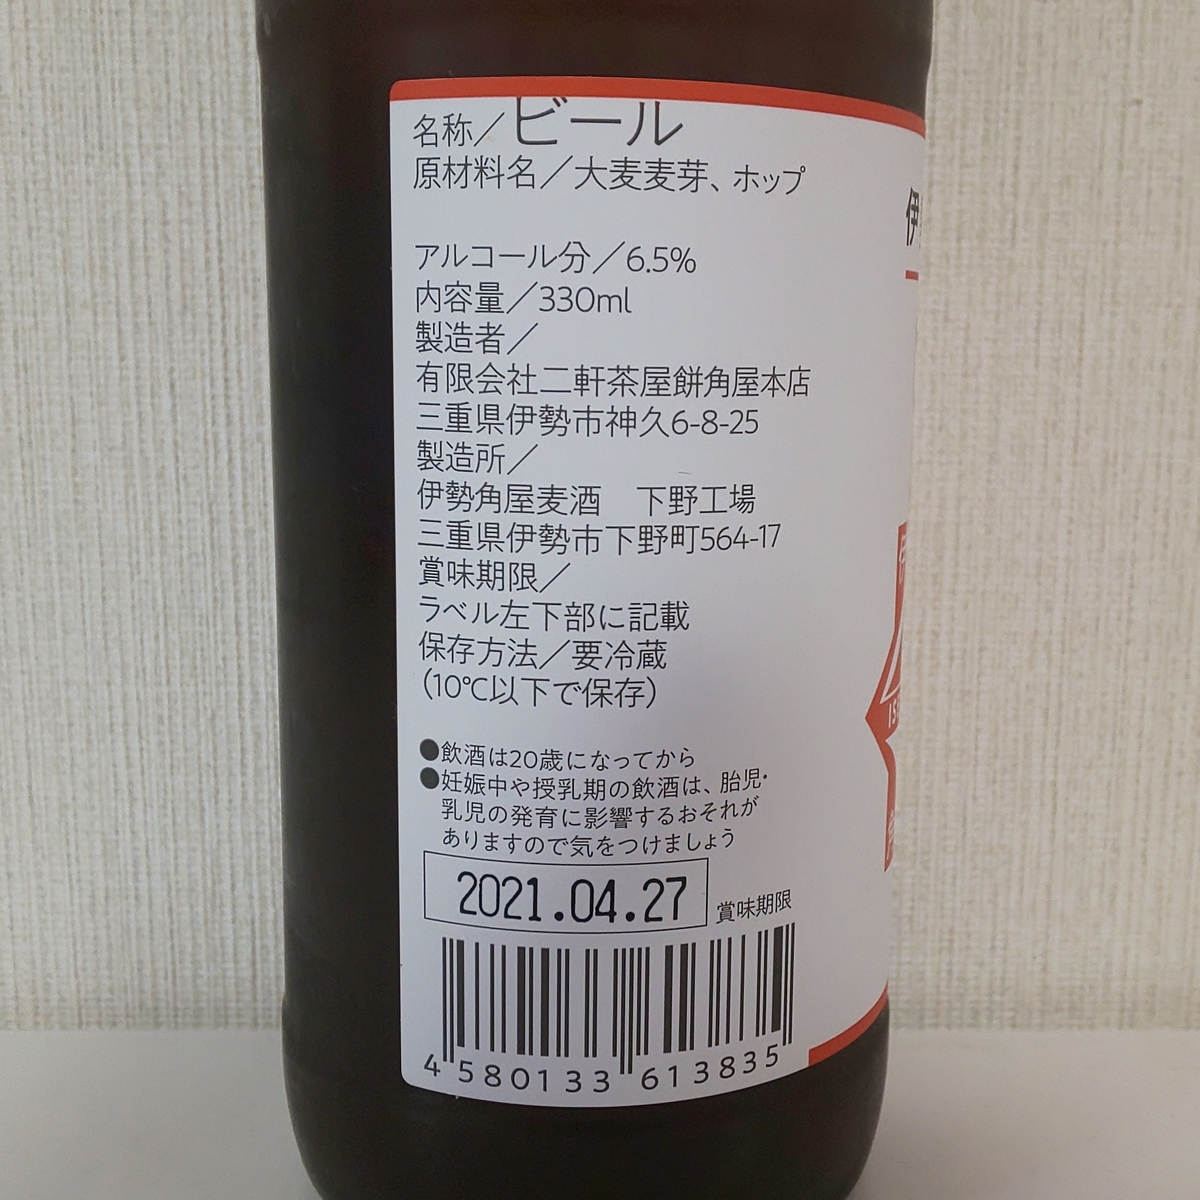 名称／ビール
原材料名／大麦麦芽、ホップ
アルコール分／6.5%
内容量／330ml
製造者／
有限会社二軒茶屋餅角屋本店
三重県伊勢市神久6-8-25
製造所／
伊勢角屋麦酒　下野工場
三重県伊勢市下野町564-17
賞味期限／
ラベル左下部に記載
保存方法／要冷蔵
（10℃以下で保存）
●飲酒は20歳になってから
●妊娠中や授乳期の飲酒は、胎児・
乳児の発育に影響するおそれが
ありますので気をつけましょう
2021.04.27 賞味期限
4 580133 613835
伊
IS